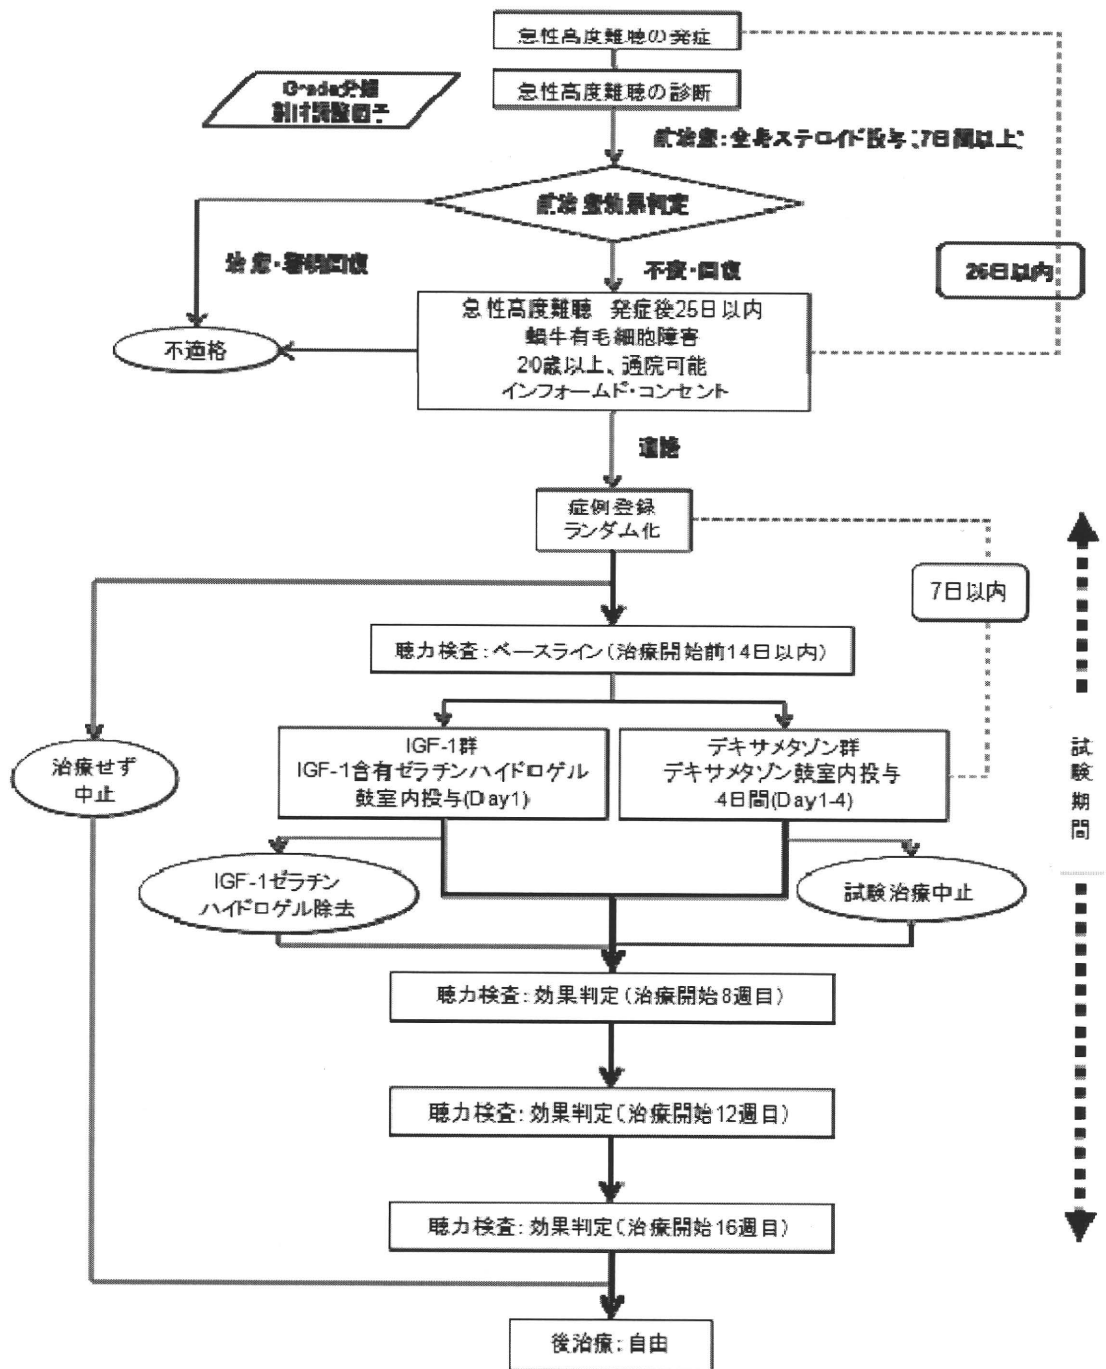 急性高度難聴の発症
急性高度難聴の診断
Grade分類
割付調整因子
前治療:全身ステロイド投与(7日間以上)
前治療効果判定
治癒・著明回復
不変・回復
26日以内
急性高度難聴 発症後25日以内
蝸牛有毛細胞障害
20歳以上、通院可能
インフォームド・コンセント
不適格
適格
症例登録
ランダム化
7日以内
聴力検査:ベースライン(治療開始前14日以内)
IGF-1群
IGF-1含有ゼラチンハイドロゲル
鼓室内投与(Day1)
デキサメタゾン群
デキサメタゾン鼓室内投与
4日間(Day1-4)
治療せず
中止
試験期間
IGF-1ゼラチン
ハイドロゲル除去
試験治療中止
聴力検査:効果判定(治療開始8週目)
聴力検査:効果判定(治療開始12週目)
聴力検査:効果判定(治療開始16週目)
後治療:自由